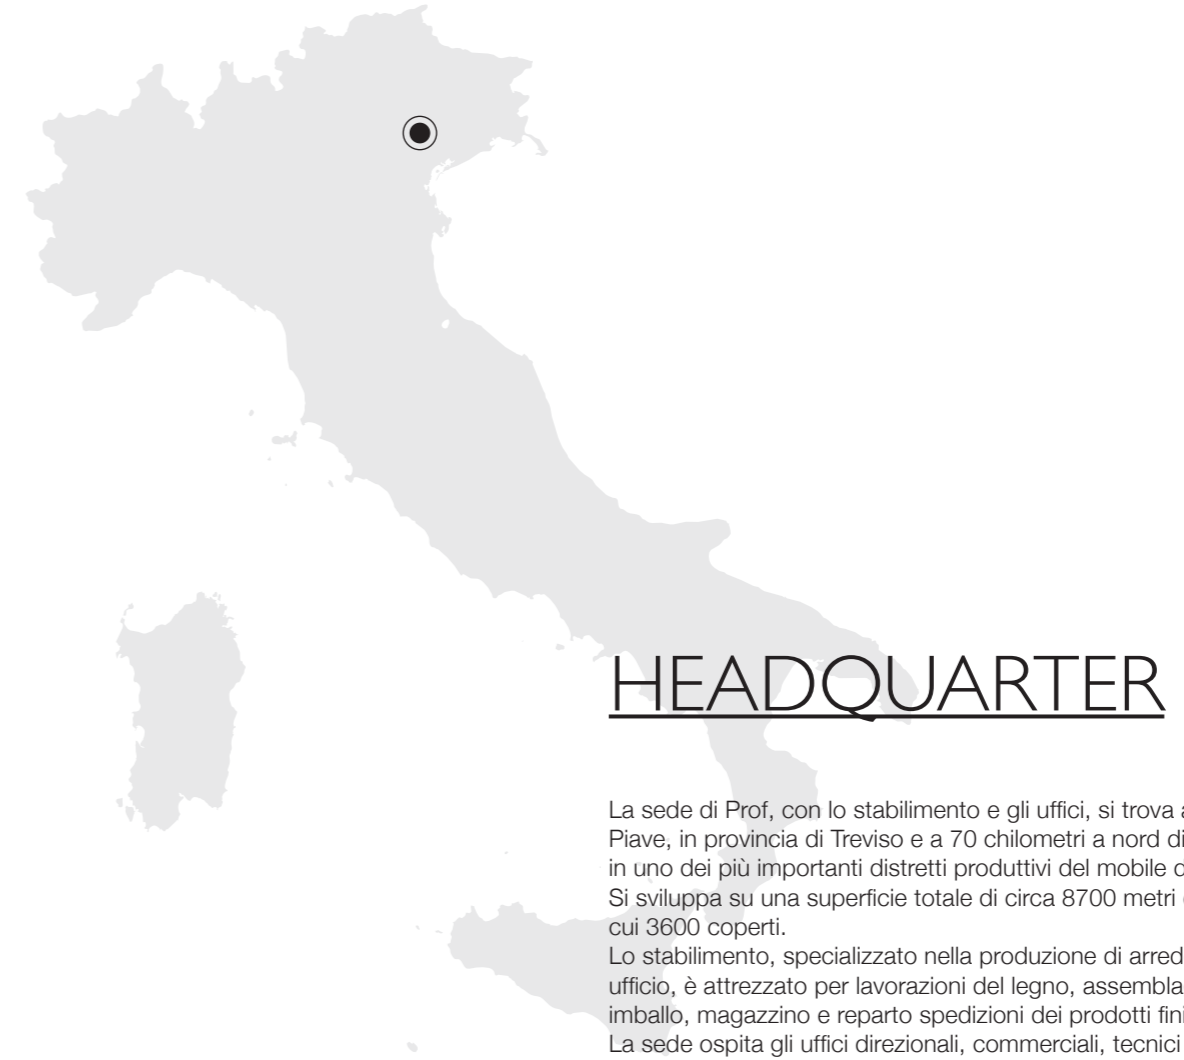 HEADQUARTER
La sede di Prof, con lo stabilimento e gli uffici, si trova a
Piave, in provincia di Treviso e a 70 chilometri a nord di
in uno dei più importanti distretti produttivi del mobile d
Si sviluppa su una superficie totale di circa 8700 metri
cui 3600 coperti.
Lo stabilimento, specializzato nella produzione di arred
ufficio, è attrezzato per lavorazioni del legno, assembla
imballo, magazzino e reparto spedizioni dei prodotti fini
La sede ospita gli uffici direzionali, commerciali, tecnici